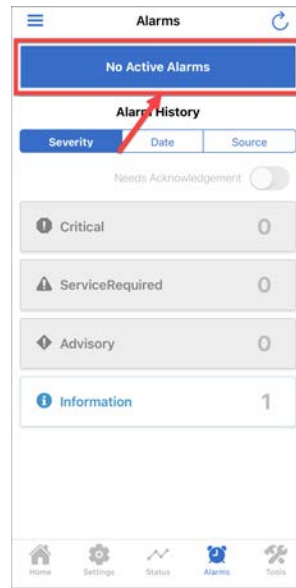 Alarms
No Active Alarms
Alarm History
Severity Date Source
Needs Acknowledgement
Critical 0
ServiceRequired 0
Advisory 0
Information 1
Home Settings Status Alarms Tools